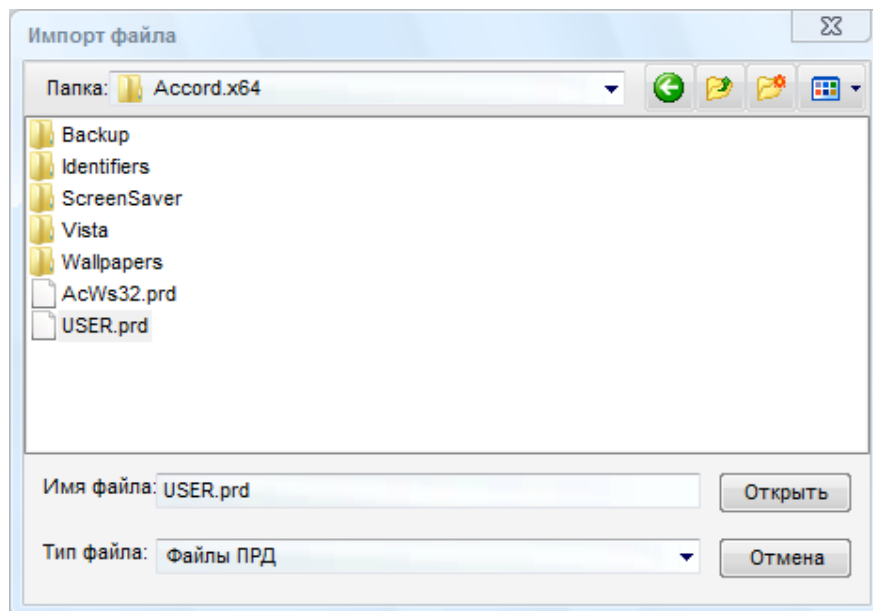 Импорт файла
Папка: Accord.x64
Backup
Identifiers
ScreenSaver
Vista
Wallpapers
AcWs32.prd
USER.prd
Имя файла: USER.prd Открыть
Тип файла: Файлы ПРД Отмена